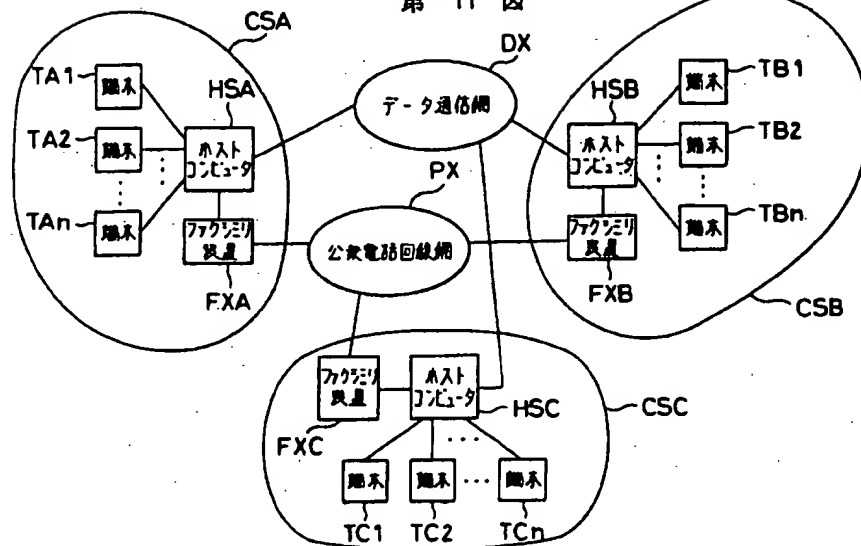 第 11 図
CSA
DX
TA1
端末
HSA
データ通信網
HSB
端末
TB1
TA2
端末
ホスト
コンピュータ
ホスト
コンピュータ
端末
TB2
PX
TAn
端末
ファクシミリ
装置
公衆電話回線網
ファクシミリ
装置
端末
TBn
FXA
FXB
CSB
ファクシミリ
装置
ホスト
コンピュータ
HSC
CSC
FXC
端末
端末
端末
TC1
TC2
TCn